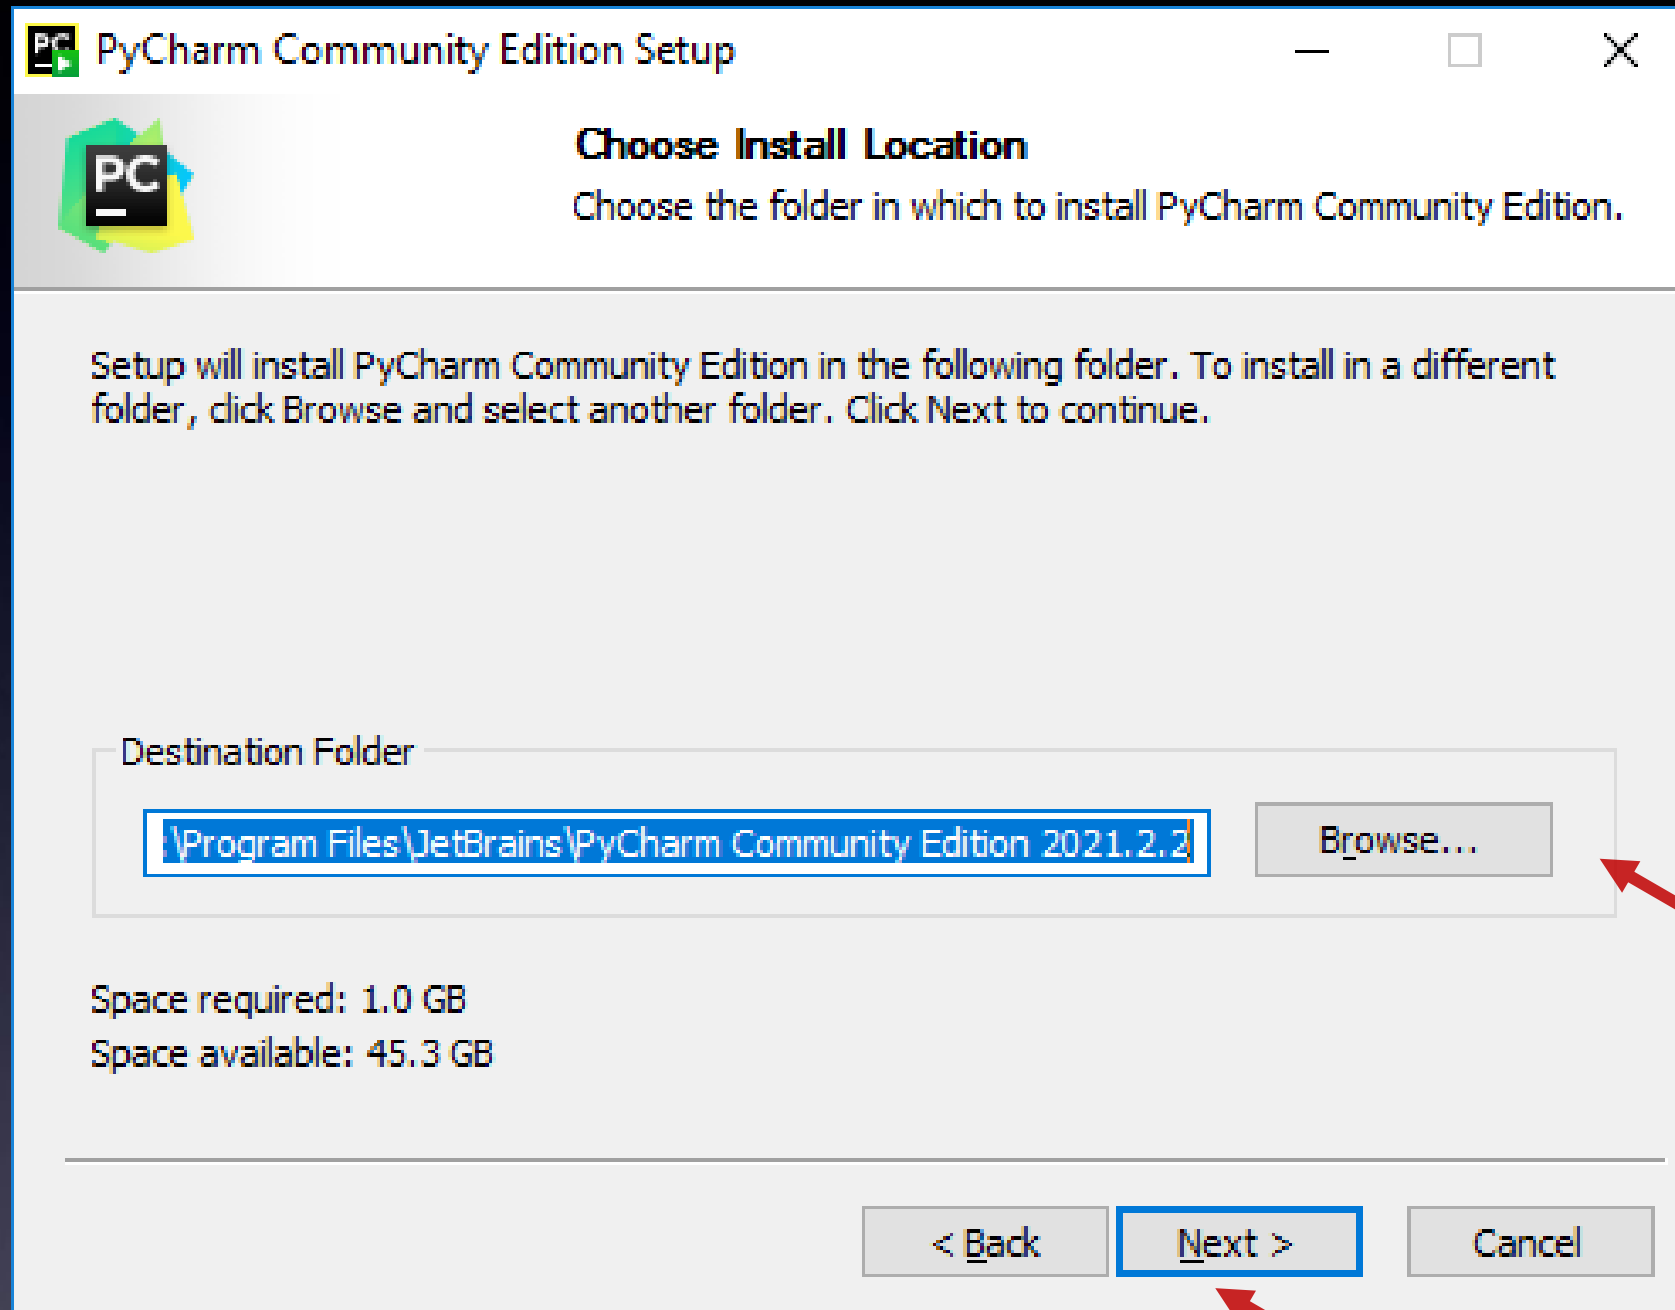 PC PyCharm Community Edition Setup
PC
Choose Install Location
Choose the folder in which to install PyCharm Community Edition.
Setup will install PyCharm Community Edition in the following folder. To install in a different
folder, click Browse and select another folder. Click Next to continue.
Destination Folder
:\Program Files\JetBrains\PyCharm Community Edition 2021.2.2
Browse...
Space required: 1.0 GB
Space available: 45.3 GB
< Back Next > Cancel